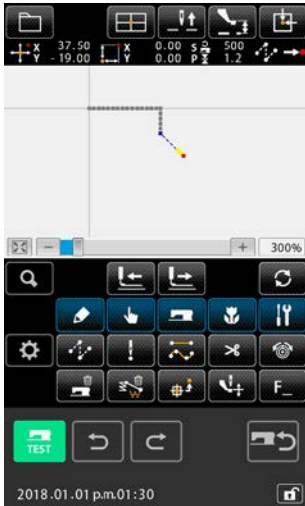 X 37.50 X 0.00 S 500
Y -19.00 Y 0.00 P 1.2
300%
F_
TEST
2018.01.01 p.m.01:30